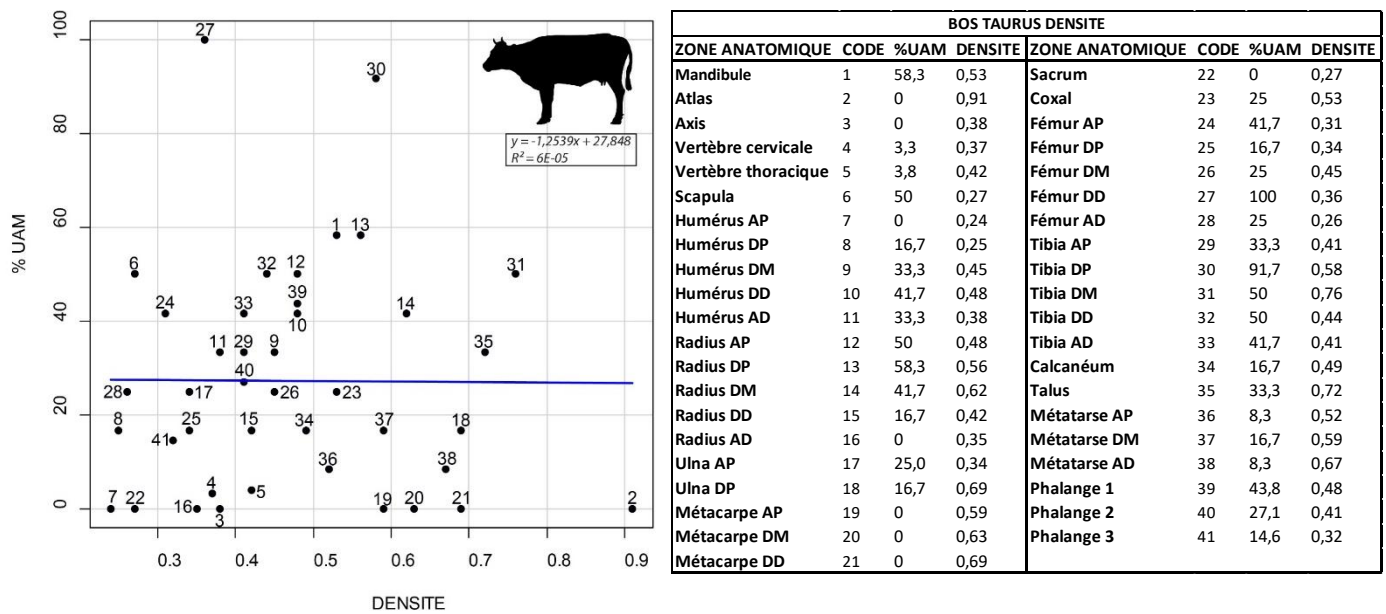 % UAM
100
80
60
40
20
0
27
30
1 13
6
32
12
31
24
33
39
10
14
11 29 9
35
40
28
17
26
23
8
25
15
34
37
18
41
36
38
4
5
7 22
16
3
19 20 21
2
y = -1,2539x + 27,848
R² = 6E-05
0.3 0.4 0.5 0.6 0.7 0.8 0.9
DENSITE
BOS TAURUS DENSITE
ZONE ANATOMIQUE CODE %UAM DENSITE ZONE ANATOMIQUE CODE %UAM DENSITE
Mandibule 1 58,3 0,53 Sacrum 22 0 0,27
Atlas 2 0 0,91 Coxal 23 25 0,53
Axis 3 0 0,38 Fémur AP 24 41,7 0,31
Vertèbre cervicale 4 3,3 0,37 Fémur DP 25 16,7 0,34
Vertèbre thoracique 5 3,8 0,42 Fémur DM 26 25 0,45
Scapula 6 50 0,27 Fémur DD 27 100 0,36
Humérus AP 7 0 0,24 Fémur AD 28 25 0,26
Humérus DP 8 16,7 0,25 Tibia AP 29 33,3 0,41
Humérus DM 9 33,3 0,45 Tibia DP 30 91,7 0,58
Humérus DD 10 41,7 0,48 Tibia DM 31 50 0,76
Humérus AD 11 33,3 0,38 Tibia DD 32 50 0,44
Radius AP 12 50 0,48 Tibia AD 33 41,7 0,41
Radius DP 13 58,3 0,56 Calcanéum 34 16,7 0,49
Radius DM 14 41,7 0,62 Talus 35 33,3 0,72
Radius DD 15 16,7 0,42 Métatarse AP 36 8,3 0,52
Radius AD 16 0 0,35 Métatarse DM 37 16,7 0,59
Ulna AP 17 25,0 0,34 Métatarse AD 38 8,3 0,67
Ulna DP 18 16,7 0,69 Phalange 1 39 43,8 0,48
Métacarpe AP 19 0 0,59 Phalange 2 40 27,1 0,41
Métacarpe DM 20 0 0,63 Phalange 3 41 14,6 0,32
Métacarpe DD 21 0 0,69